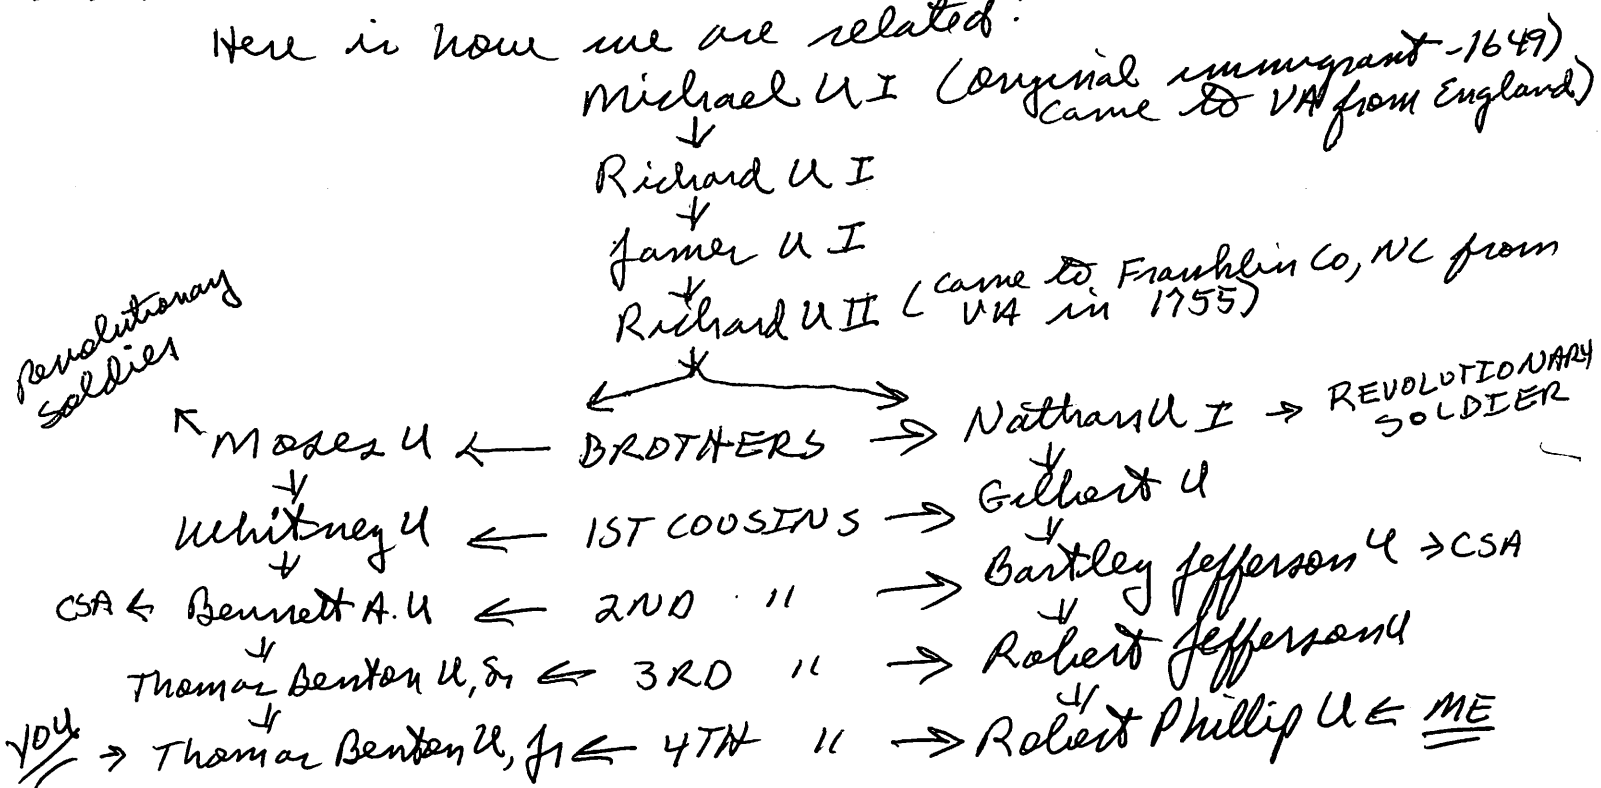 Here is how we are related:
Michael U I (original immigrant - 1649)
came to VA from England)
Richard U I
James U I
Richard U II (came to Franklin Co, NC from
VA in 1755)
Revolutionary
Soldier
Moses U ← BROTHERS → Nathan U I → REVOLUTIONARY
SOLDIER
Whitney U ← 1ST COUSINS → Gilbert U
CSA ← Bennett A. U ← 2ND " → Bartley Jefferson U → CSA
Thomas Benton U, Sr ← 3RD " → Robert Jefferson U
YOU → Thomas Benton U, Jr ← 4TH " → Robert Phillip U ← ME